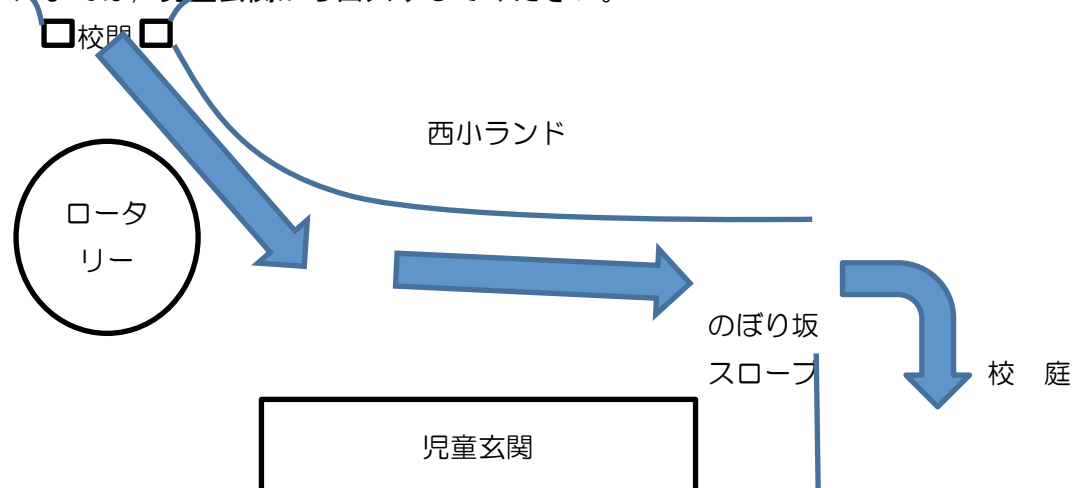 校門
西小ランド
ロータ
リー
のぼり坂
スロープ
校　庭
児童玄関